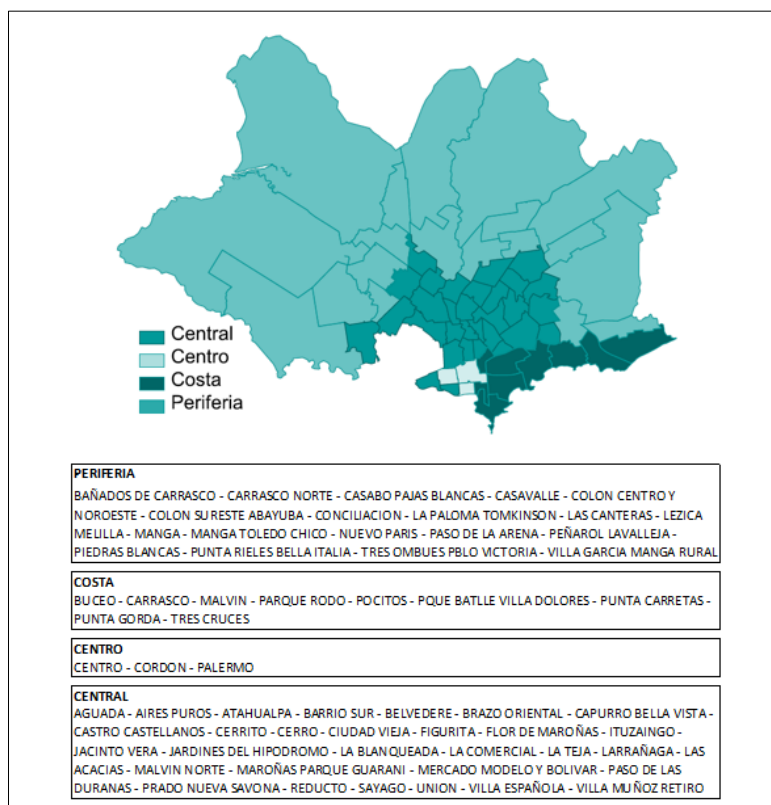 Central
Centro
Costa
Periferia
PERIFERIA
BAÑADOS DE CARRASCO - CARRASCO NORTE - CASABO PAJAS BLANCAS - CASAVALLE - COLON CENTRO Y
NOROESTE - COLON SURESTE ABAYUBA - CONCILIACION - LA PALOMA TOMKINSON - LAS CANTERAS - LEZICA
MELILLA - MANGA - MANGA TOLEDO CHICO - NUEVO PARIS - PASO DE LA ARENA - PEÑAROL LAVALLEJA -
PIEDRAS BLANCAS - PUNTA RIELES BELLA ITALIA - TRES OMBUES PBLO VICTORIA - VILLA GARCIA MANGA RURAL
COSTA
BUCEO - CARRASCO - MALVIN - PARQUE RODO - POCITOS - PQUE BATLLE VILLA DOLORES - PUNTA CARRETAS -
PUNTA GORDA - TRES CRUCES
CENTRO
CENTRO - CORDON - PALERMO
CENTRAL
AGUADA - AIRES PUROS - ATAHUALPA - BARRIO SUR - BELVEDERE - BRAZO ORIENTAL - CAPURRO BELLA VISTA -
CASTRO CASTELLANOS - CERRITO - CERRO - CIUDAD VIEJA - FIGURITA - FLOR DE MAROÑAS - ITUZAINGO -
JACINTO VERA - JARDINES DEL HIPODROMO - LA BLANQUEADA - LA COMERCIAL - LA TEJA - LARRAÑAGA - LAS
ACACIAS - MALVIN NORTE - MAROÑAS PARQUE GUARANI - MERCADO MODELO Y BOLIVAR - PASO DE LAS
DURANAS - PRADO NUEVA SAVONA - REDUCTO - SAYAGO - UNION - VILLA ESPAÑOLA - VILLA MUÑOZ RETIRO